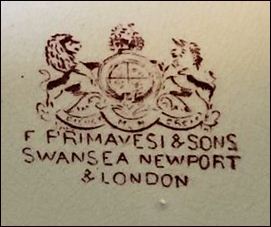 F PRIMAVESI & SONS
SWANSEA NEWPORT
& LONDON